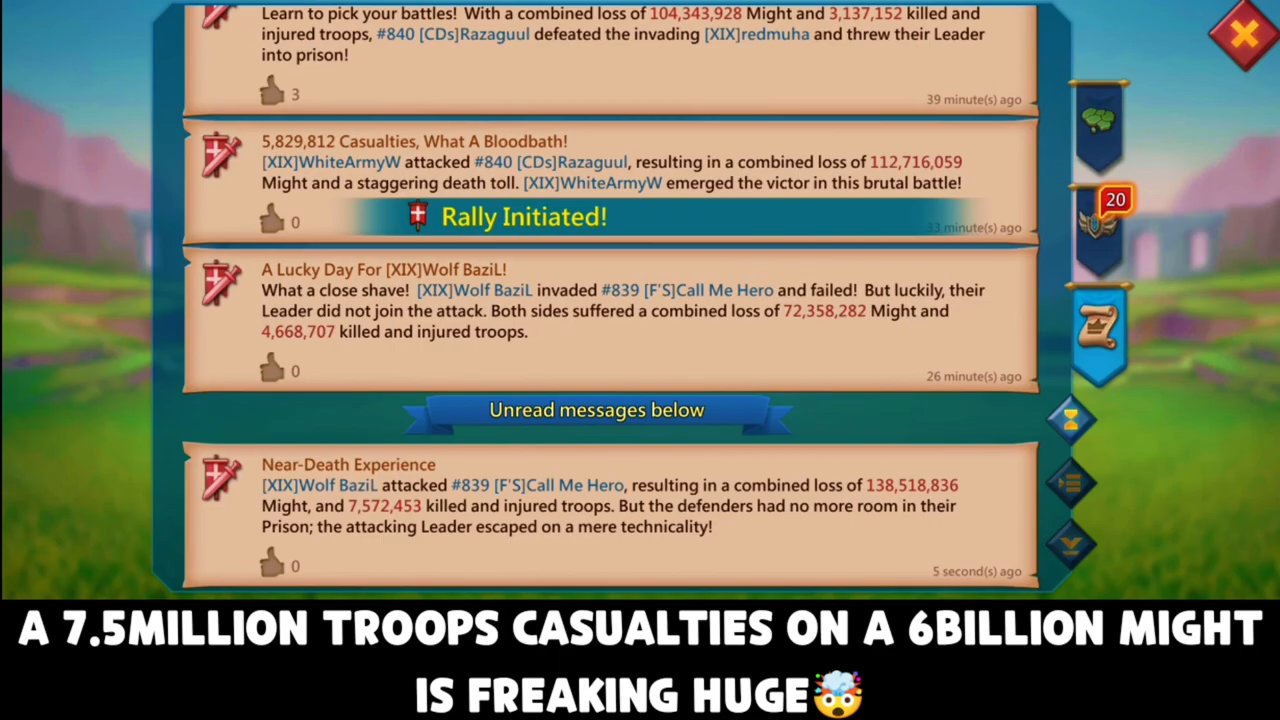 Learn to pick your battles! With a combined loss of 104,343,928 Might and 3,137,152 killed and
injured troops, #840 [CDs]Razaguul defeated the invading [XIX]redmuha and threw their Leader
into prison!
3
39 minute(s) ago
5,829,812 Casualties, What A Bloodbath!
[XIX]WhiteArmyW attacked #840 [CDs]Razaguul, resulting in a combined loss of 112,716,059
Might and a staggering death toll. [XIX]WhiteArmyW emerged the victor in this brutal battle!
20
Rally Initiated!
0
33 minute(s) ago
A Lucky Day For [XIX]Wolf BaziL!
What a close shave! [XIX]Wolf BaziL invaded #839 [F'S]Call Me Hero and failed! But luckily, their
Leader did not join the attack. Both sides suffered a combined loss of 72,358,282 Might and
4,668,707 killed and injured troops.
0
26 minute(s) ago
Unread messages below
Near-Death Experience
[XIX]Wolf BaziL attacked #839 [F'S]Call Me Hero, resulting in a combined loss of 138,518,836
Might, and 7,572,453 killed and injured troops. But the defenders had no more room in their
Prison; the attacking Leader escaped on a mere technicality!
0
5 second(s) ago
A 7.5MILLION TROOPS CASUALTIES ON A 6BILLION MIGHT
IS FREAKING HUGE🤯